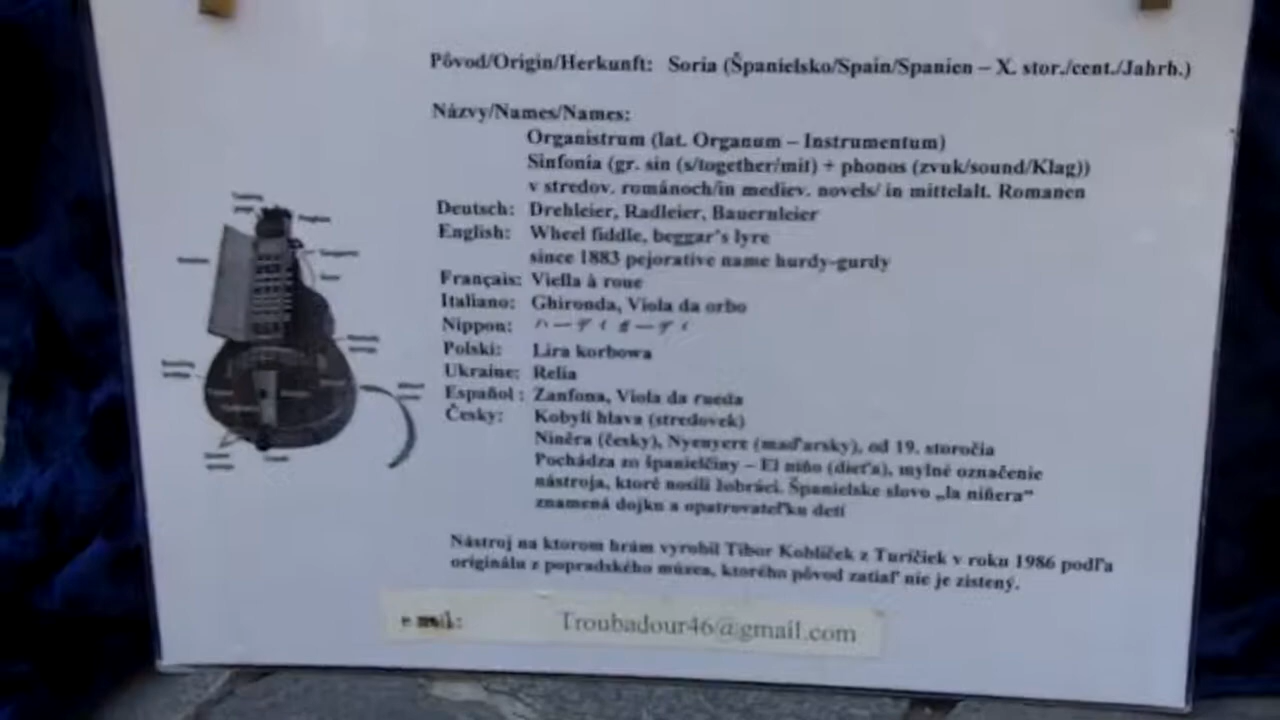 Pôvod/Origin/Herkunft: Soria (Španielsko/Spain/Spanien – X. stor./cent./Jahrh.)
Názvy/Names/Names:
Organistrum (lat. Organum – Instrumentum)
Sinfonia (gr. sin (s/together/mit) + phonos (zvuk/sound/Klag))
v stredov. románoch/in mediev. novels/ in mittelalt. Romanen
Deutsch: Drehleier, Radleier, Bauernleier
English: Wheel fiddle, beggar's lyre
since 1883 pejorative name hurdy-gurdy
Français: Viella à roue
Italiano: Ghironda, Viola da orbo
Nippon: ハーディガーディ
Polski: Lira korbowa
Ukraine: Relia
Español : Zanfona, Viola da rueda
Česky: Kobylí hlava (stredovek)
Niněra (česky), Nyenyere (maďarsky), od 19. storočia
Pochádza zo španielčiny – El niño (dieťa), mylné označenie
nástroja, ktoré nosili žobráci. Španielske slovo „la niñera“
znamená dojku a opatrovateľku detí
Nástroj na ktorom hrám vyrobil Tibor Koblíček z Turíčiek v roku 1986 podľa
originálu z popradského múzea, ktorého pôvod zatiaľ nie je zistený.
e mail: Troubadour46@gmail.com